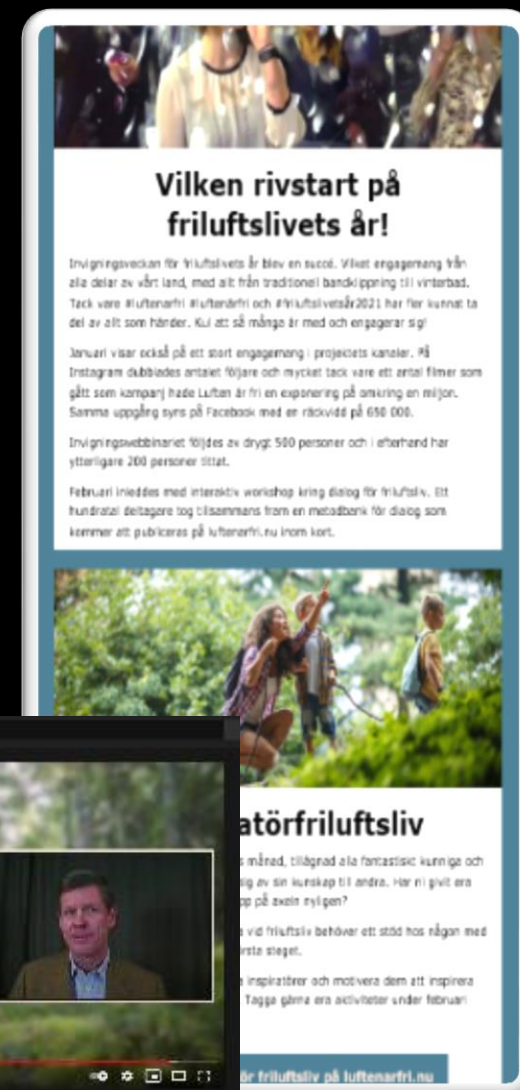 Vilken rivstart på
friluftslivets år!
Invigningsveckan för friluftslivets år blev en succé. Vilket engagemang från
alla delar av vårt land, med allt från traditionell bandklippning till vinterbad.
Tack vare #luftenarfri #luftenärfri och #friluftslivetsår2021 har fler kunnat ta
del av allt som händer. Kul att så många är med och engagerar sig!
Januari visar också på ett stort engagemang i projektets kanaler. På
Instagram dubblades antalet följare och mycket tack vare ett antal filmer som
gått som kampanj hade Luften är fri en exponering på omkring en miljon.
Samma uppgång syns på Facebook med en räckvidd på 650 000.
Invigningswebbinariet följdes av drygt 500 personer och i efterhand har
ytterligare 200 personer tittat.
Februari inleddes med interaktiv workshop kring dialog för friluftsliv. Ett
hundratal deltagare tog tillsammans fram en metodbank för dialog som
kommer att publiceras på luftenarfri.nu inom kort.
atörfriluftsliv
månad, tillägnad alla fantastiskt kunniga och
sig av sin kunskap till andra. Har ni givit era
pp på axeln nyligen?
a vid friluftsliv behöver ett stöd hos någon med
rsta steget.
inspiratörer och motivera dem att inspirera
Tagga gärna era aktiviteter under februari
ör friluftsliv på luftenarfri.nu